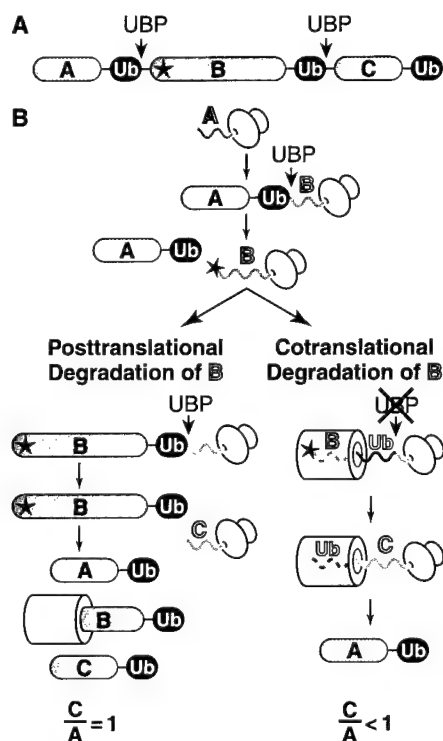 A
UBP UBP
A Ub B Ub C Ub
B
A
UBP
A Ub B
A Ub B
Posttranslational Degradation of B
Cotranslational Degradation of B
UBP
B Ub
B Ub
C
A Ub
B Ub
C Ub
C/A = 1
UBP
B Ub
Ub C
A Ub
C/A < 1